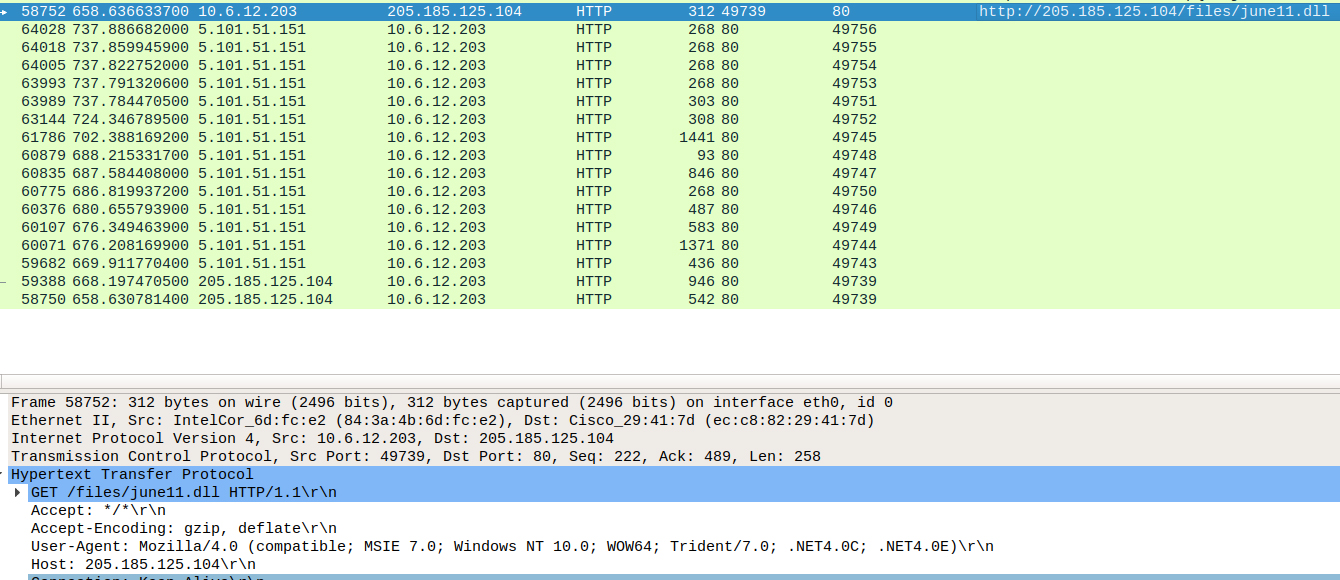 58752 658.636633700 10.6.12.203 205.185.125.104 HTTP 312 49739 80 http://205.185.125.104/files/june11.dll
64028 737.886682000 5.101.51.151 10.6.12.203 HTTP 268 80 49756
64018 737.859945900 5.101.51.151 10.6.12.203 HTTP 268 80 49755
64005 737.822752000 5.101.51.151 10.6.12.203 HTTP 268 80 49754
63993 737.791320600 5.101.51.151 10.6.12.203 HTTP 268 80 49753
63989 737.784470500 5.101.51.151 10.6.12.203 HTTP 303 80 49751
63144 724.346789500 5.101.51.151 10.6.12.203 HTTP 308 80 49752
61786 702.388169200 5.101.51.151 10.6.12.203 HTTP 1441 80 49745
60879 688.215331700 5.101.51.151 10.6.12.203 HTTP 93 80 49748
60835 687.584408000 5.101.51.151 10.6.12.203 HTTP 846 80 49747
60775 686.819937200 5.101.51.151 10.6.12.203 HTTP 268 80 49750
60376 680.655793900 5.101.51.151 10.6.12.203 HTTP 487 80 49746
60107 676.349463900 5.101.51.151 10.6.12.203 HTTP 583 80 49749
60071 676.208169900 5.101.51.151 10.6.12.203 HTTP 1371 80 49744
59682 669.911770400 5.101.51.151 10.6.12.203 HTTP 436 80 49743
59388 668.197470500 205.185.125.104 10.6.12.203 HTTP 946 80 49739
58750 658.630781400 205.185.125.104 10.6.12.203 HTTP 542 80 49739
Frame 58752: 312 bytes on wire (2496 bits), 312 bytes captured (2496 bits) on interface eth0, id 0
Ethernet II, Src: IntelCor_6d:fc:e2 (84:3a:4b:6d:fc:e2), Dst: Cisco_29:41:7d (ec:c8:82:29:41:7d)
Internet Protocol Version 4, Src: 10.6.12.203, Dst: 205.185.125.104
Transmission Control Protocol, Src Port: 49739, Dst Port: 80, Seq: 222, Ack: 489, Len: 258
Hypertext Transfer Protocol
GET /files/june11.dll HTTP/1.1\r\n
Accept: */*\r\n
Accept-Encoding: gzip, deflate\r\n
User-Agent: Mozilla/4.0 (compatible; MSIE 7.0; Windows NT 10.0; WOW64; Trident/7.0; .NET4.0C; .NET4.0E)\r\n
Host: 205.185.125.104\r\n